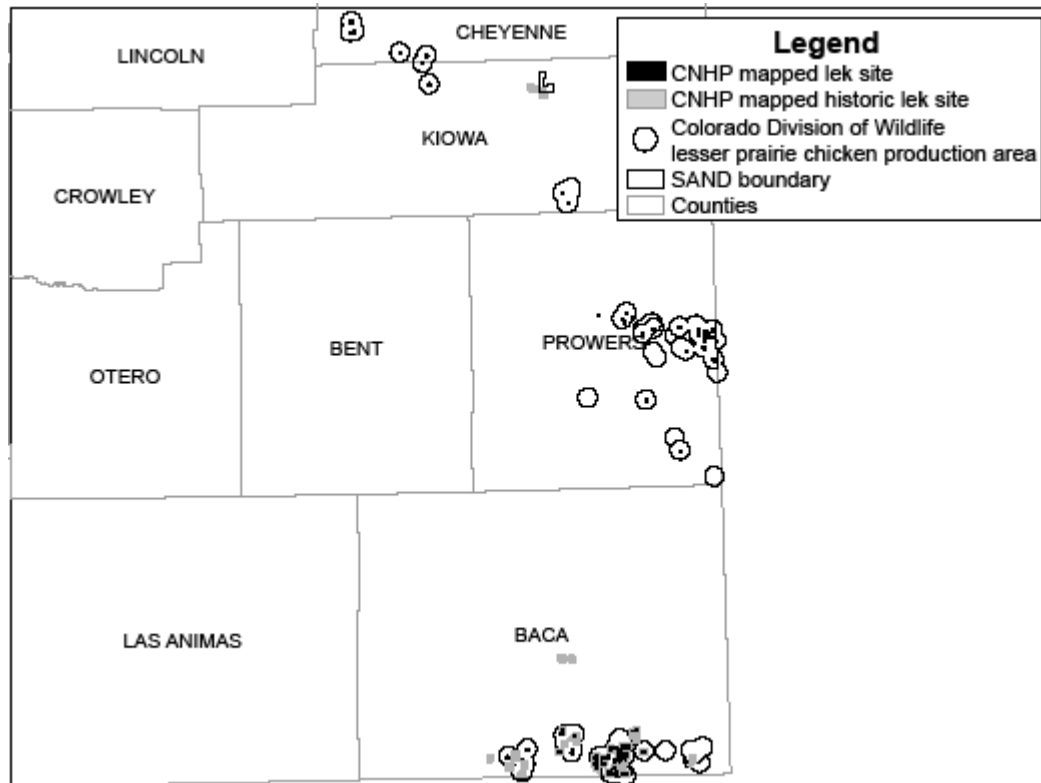 LINCOLN
CHEYENNE
Legend
CNHP mapped lek site
CNHP mapped historic lek site
Colorado Division of Wildlife
lesser prairie chicken production area
SAND boundary
Counties
KIOWA
CROWLEY
OTERO
BENT
PROWERS
LAS ANIMAS
BACA